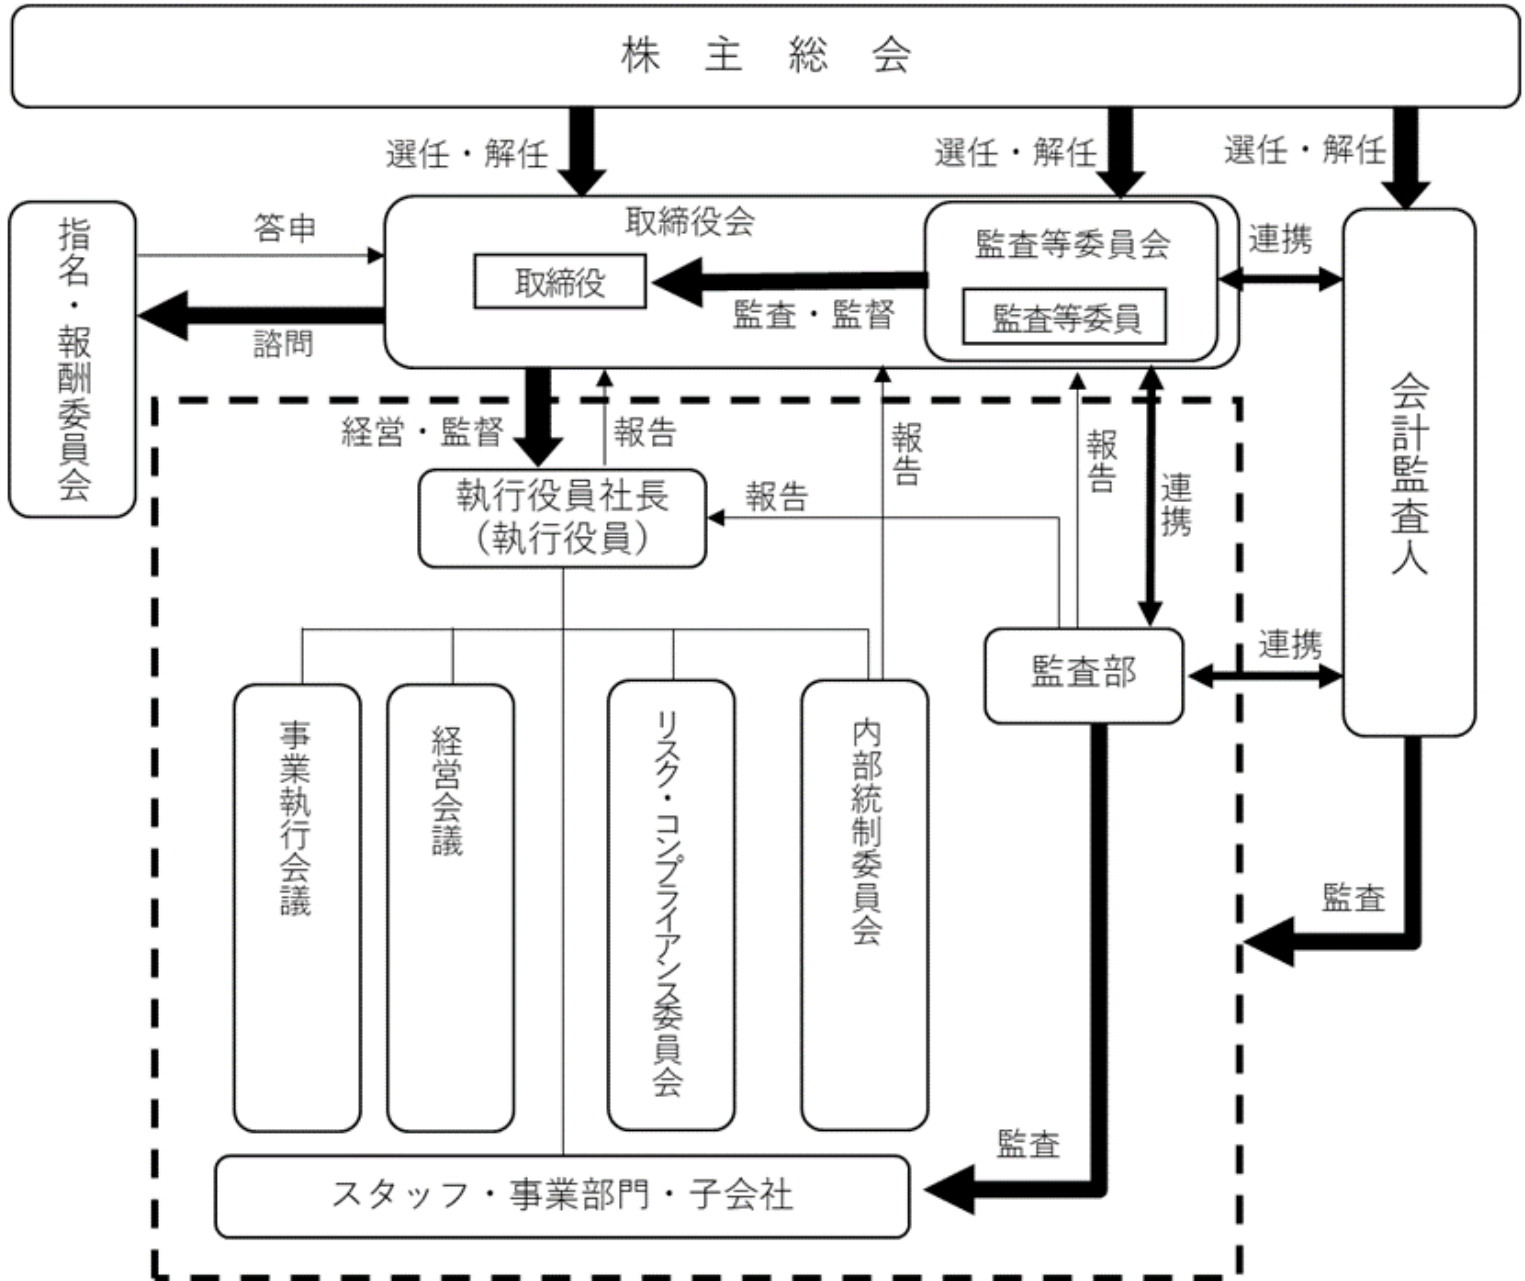 株 主 総 会
選任・解任
選任・解任
選任・解任
指名・報酬委員会
答申
諮問
取締役会
取締役
監査・監督
監査等委員会
監査等委員
連携
会計監査人
経営・監督
報告
報告
報告
連携
執行役員社長
（執行役員）
報告
監査部
連携
事業執行会議
経営会議
リスク・コンプライアンス委員会
内部統制委員会
監査
監査
スタッフ・事業部門・子会社